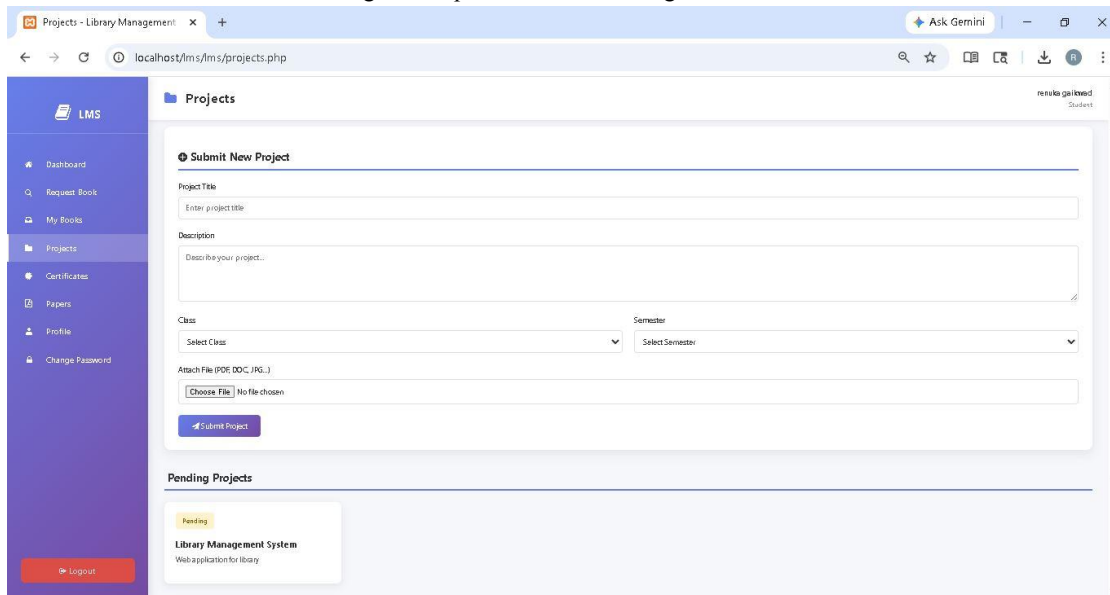 Projects - Library Management
Ask Gemini
localhost/lms/lms/projects.php
LMS
Projects
renuka gaikwad
Student
Dashboard
Request Book
My Books
Projects
Certificates
Papers
Profile
Change Password
Logout
Submit New Project
Project Title
Enter project title
Description
Describe your project...
Class
Semester
Select Class
Select Semester
Attach File (PDF, DOC, JPG...)
Choose File No file chosen
Submit Project
Pending Projects
Pending
Library Management System
Web application for library